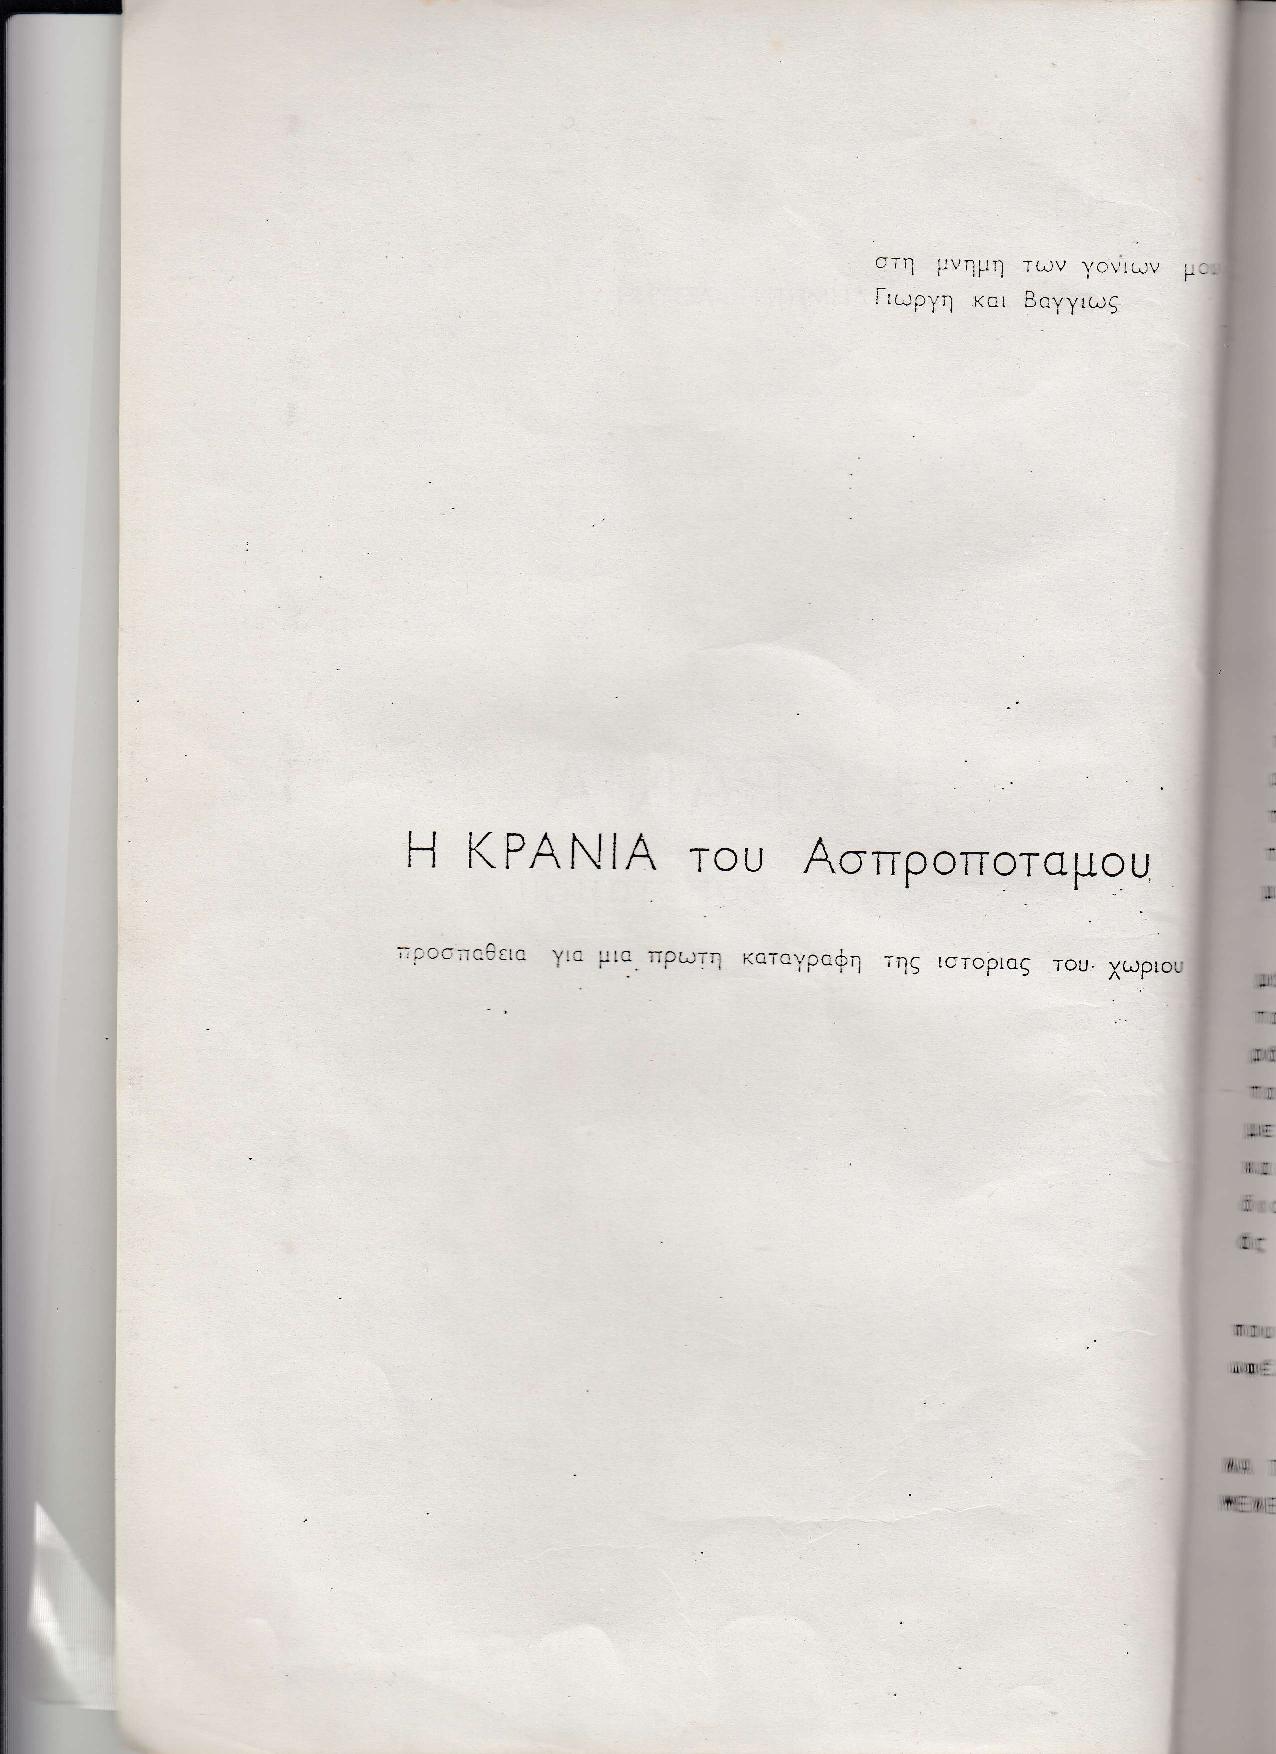 στη μνημη των γονιων μου
Γιωργη και Βαγγιως
Η ΚΡΑΝΙΑ του Ασπροποταμου
προσπαθεια για μια πρωτη καταγραφη της ιστοριας του χωριου